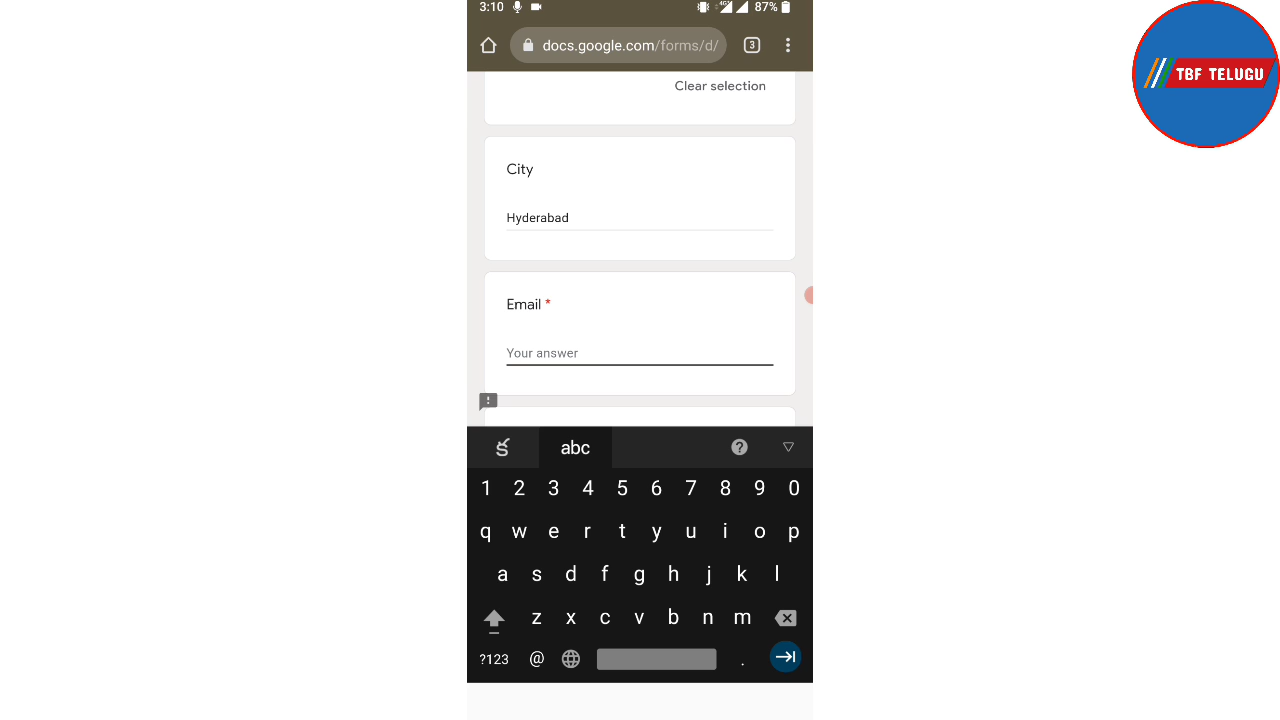 3:10 4G 87%
docs.google.com/forms/d/ 3
TBF TELUGU
Clear selection
City
Hyderabad
Email *
Your answer
క abc ?
1 2 3 4 5 6 7 8 9 0
q w e r t y u i o p
a s d f g h j k l
z x c v b n m
?123 @ .